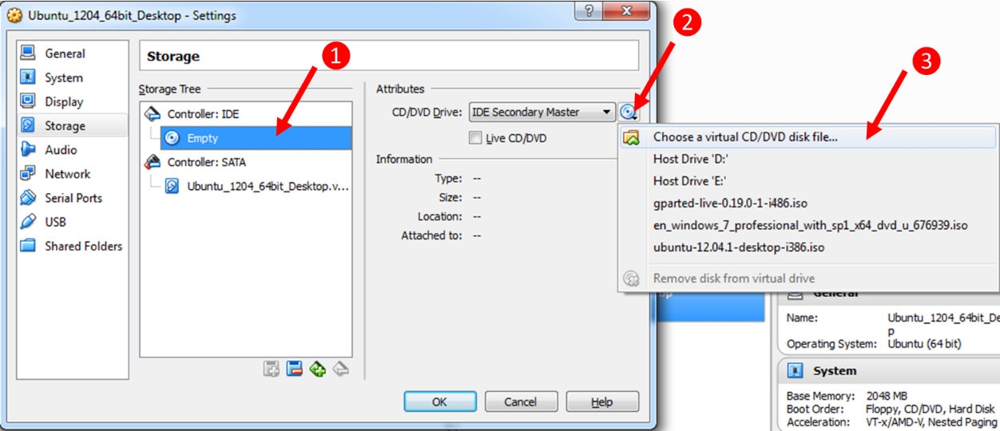 Ubuntu_1204_64bit_Desktop - Settings
?
x
2
General
System
Display
Storage
Audio
Network
Serial Ports
USB
Shared Folders
Storage
1
3
Storage Tree
Controller: IDE
Empty
Controller: SATA
Ubuntu_1204_64bit_Desktop.v...
Attributes
CD/DVD Drive: IDE Secondary Master
Live CD/DVD
Information
Type: --
Size: --
Location: --
Attached to: --
Choose a virtual CD/DVD disk file...
Host Drive 'D:'
Host Drive 'E:'
gparted-live-0.19.0-1-i486.iso
en_windows_7_professional_with_sp1_x64_dvd_u_676939.iso
ubuntu-12.04.1-desktop-i386.iso
Remove disk from virtual drive
OK Cancel Help
General
Name: Ubuntu_1204_64bit_De
p
Operating System: Ubuntu (64 bit)
System
Base Memory: 2048 MB
Boot Order: Floppy, CD/DVD, Hard Disk
Acceleration: VT-x/AMD-V, Nested Paging